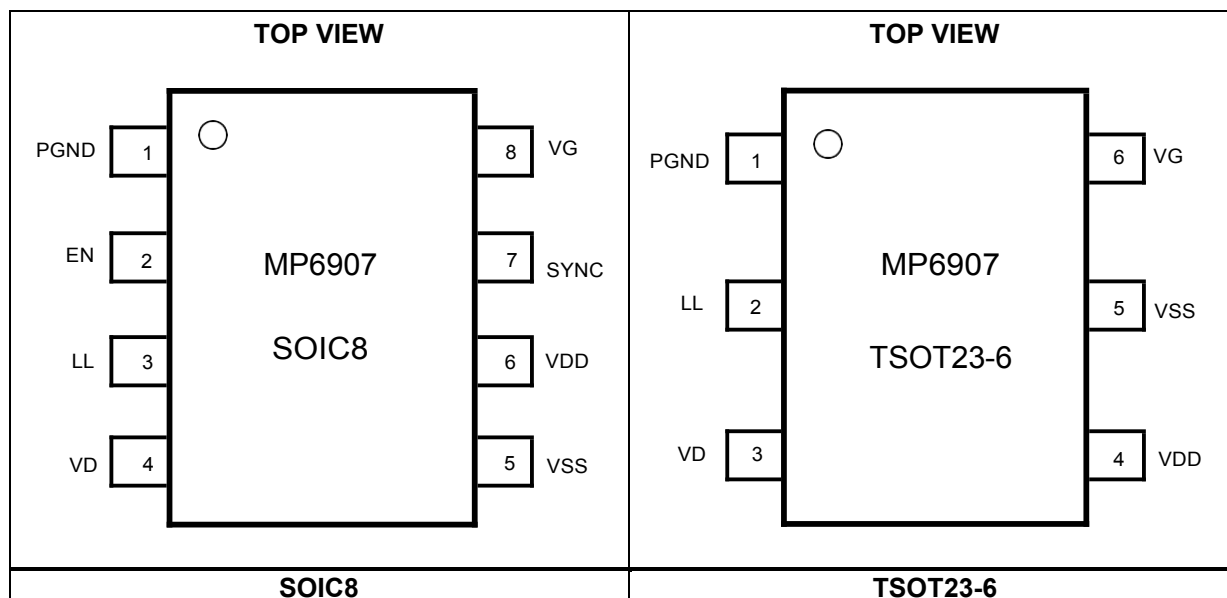 TOP VIEW
PGND 1 8 VG
EN 2 7 SYNC
MP6907
LL 3 6 VDD
SOIC8
VD 4 5 VSS
SOIC8
TOP VIEW
PGND 1 6 VG
MP6907
LL 2 5 VSS
TSOT23-6
VD 3 4 VDD
TSOT23-6